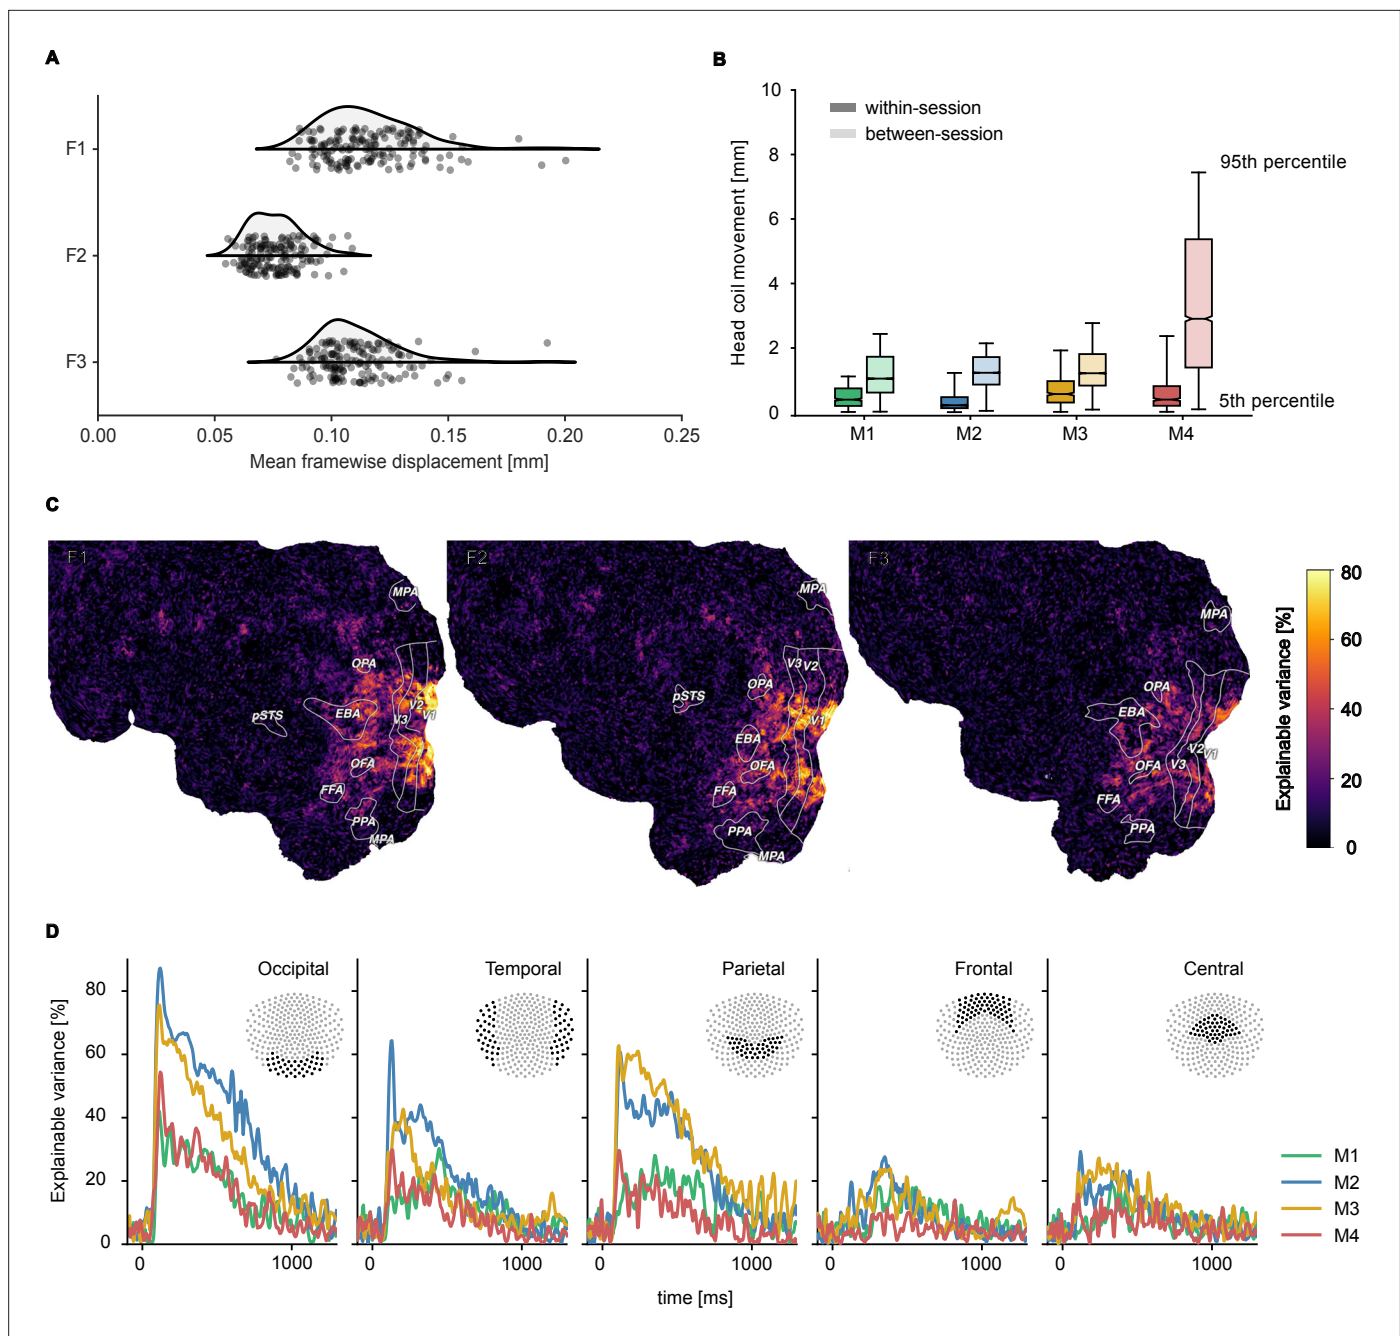 A
F1
F2
F3
0.00 0.05 0.10 0.15 0.20 0.25
Mean framewise displacement [mm]
B
10
8
6
4
2
0
Head coil movement [mm]
within-session
between-session
95th percentile
5th percentile
M1 M2 M3 M4
C
F1
MPA
OPA
pSTS
EBA
V3
V2
V1
OFA
FFA
PPA
MPA
F2
MPA
V3 V2
OPA
pSTS
V1
EBA
OFA
FFA
PPA
MPA
F3
MPA
OPA
EBA
V2
V1
V3
OFA
FFA
PPA
Explainable variance [%]
80
60
40
20
0
D
Explainable variance [%]
80
60
40
20
0
Occipital Temporal Parietal Frontal Central
0 1000 0 1000 0 1000 0 1000 0 1000
time [ms]
M1
M2
M3
M4